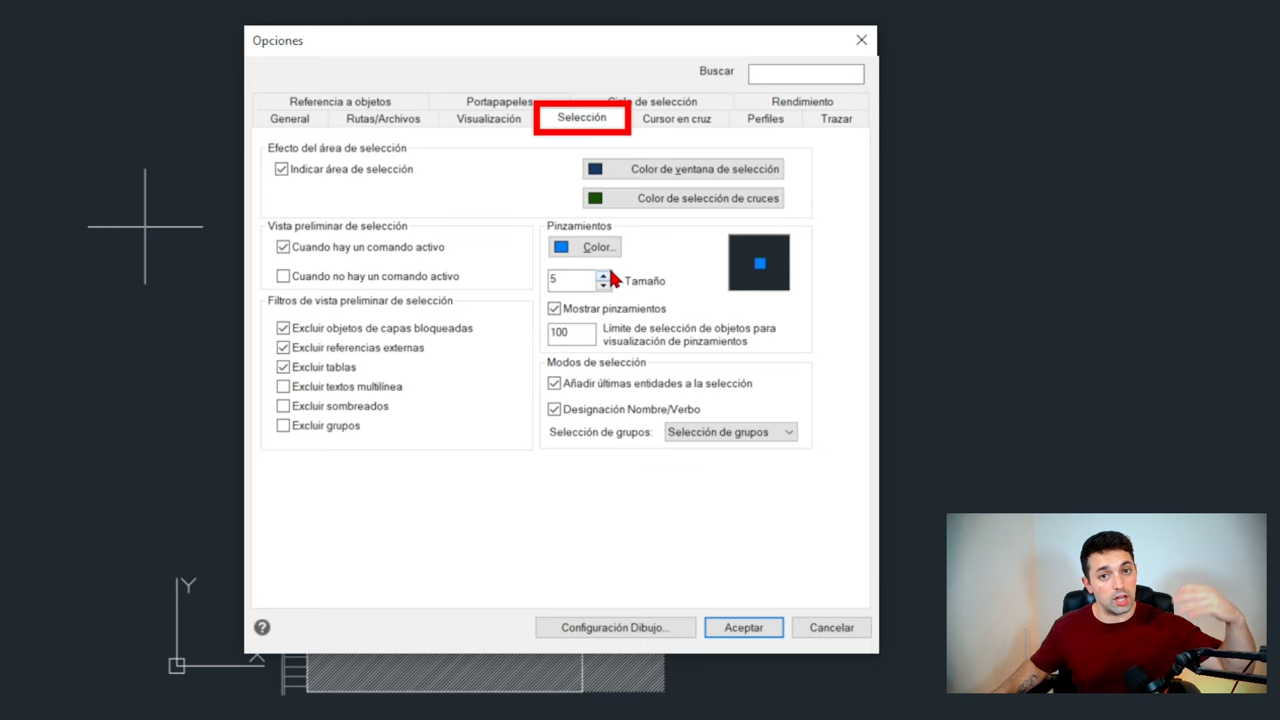 Opciones
Buscar
Referencia a objetos
Portapapeles
de selección
Rendimiento
General
Rutas/Archivos
Visualización
Selección
Cursor en cruz
Perfiles
Trazar
Efecto del área de selección
Indicar área de selección
Color de ventana de selección
Color de selección de cruces
Vista preliminar de selección
Cuando hay un comando activo
Cuando no hay un comando activo
Filtros de vista preliminar de selección
Excluir objetos de capas bloqueadas
Excluir referencias externas
Excluir tablas
Excluir textos multilínea
Excluir sombreados
Excluir grupos
Pinzamientos
Color...
5
Tamaño
Mostrar pinzamientos
100
Límite de selección de objetos para
visualización de pinzamientos
Modos de selección
Añadir últimas entidades a la selección
Designación Nombre/Verbo
Selección de grupos:
Selección de grupos
Configuración Dibujo...
Aceptar
Cancelar
Y
X